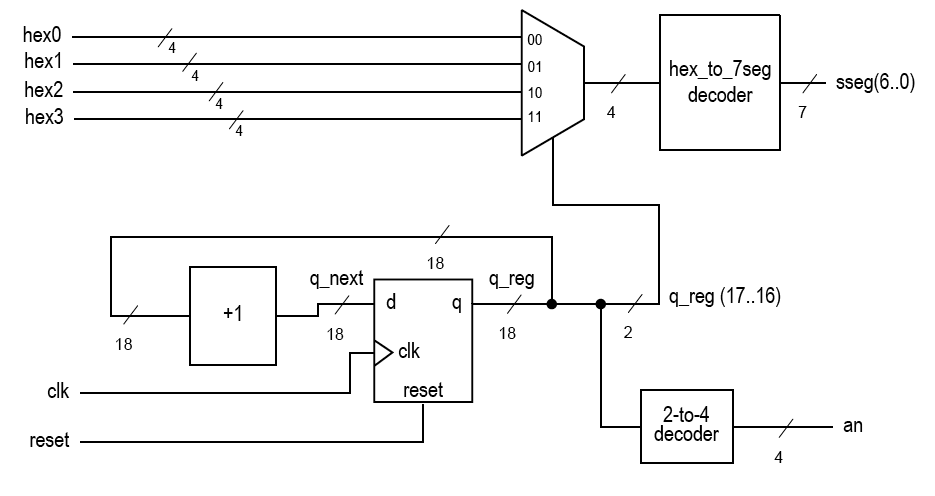 hex0
4
hex1
4
hex2
4
hex3
4
00
01
10
11
4
hex_to_7seg
decoder
7
sseg(6..0)
18
18
+1
q_next
18
d
q
clk
reset
q_reg
18
2
q_reg (17..16)
clk
reset
2-to-4
decoder
4
an